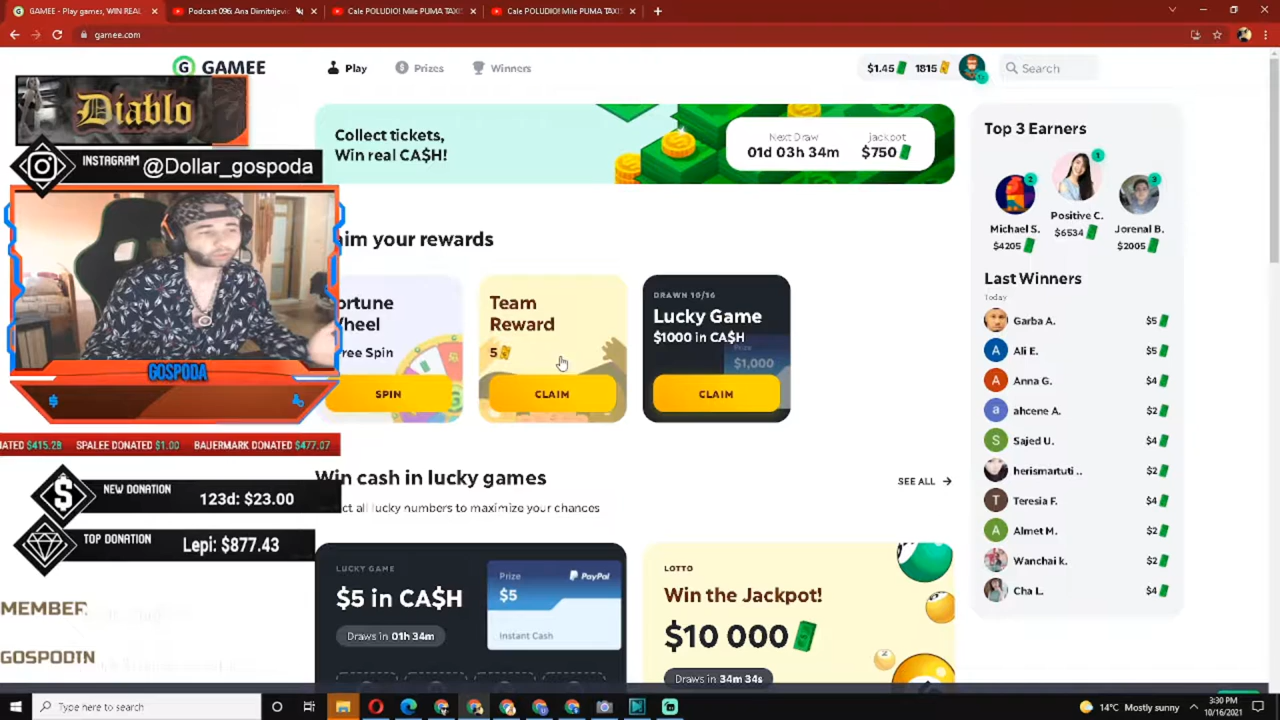 GAMEE - Play games, WIN REAL
Podcast 096: Ana Dimitrijevic
Cale POLUDIO! Mile PUMA TAXI
Cale POLUDIO! Mile PUMA TAXI
gamee.com
GAMEE
Play
Prizes
Winners
$1.45
1815
Search
Diablo
INSTAGRAM @Dollar_gospoda
Collect tickets,
Win real CA$H!
Next Draw
01d 03h 34m
jackpot
$750
Top 3 Earners
2
1
3
Michael S.
$4205
Positive C.
$6534
Jorenal B.
$2005
aim your rewards
ortune
heel
ree Spin
SPIN
Team
Reward
5
CLAIM
DRAWN 10/16
Lucky Game
$1000 in CA$H
Prize
$1,000
CLAIM
Last Winners
Today
Garba A. $5
Ali E. $5
Anna G. $4
ahcene A. $2
Sajed U. $4
herismartuti .. $2
Teresia F. $4
Almet M. $2
Wanchai k. $2
Cha L. $4
GOSPODA
ATED $415.28 SPALEE DONATED $1.00 BAUERMARK DONATED $477.07
NEW DONATION 123d: $23.00
TOP DONATION Lepi: $877.43
MEMBER
GOSPODIN
Win cash in lucky games
SEE ALL
ct all lucky numbers to maximize your chances
LUCKY GAME
$5 in CA$H
Draws in 01h 34m
Prize
PayPal
$5
Instant Cash
LOTTO
Win the Jackpot!
$10 000
Draws in 34m 34s
Type here to search
14°C Mostly sunny
3:30 PM
10/16/2021